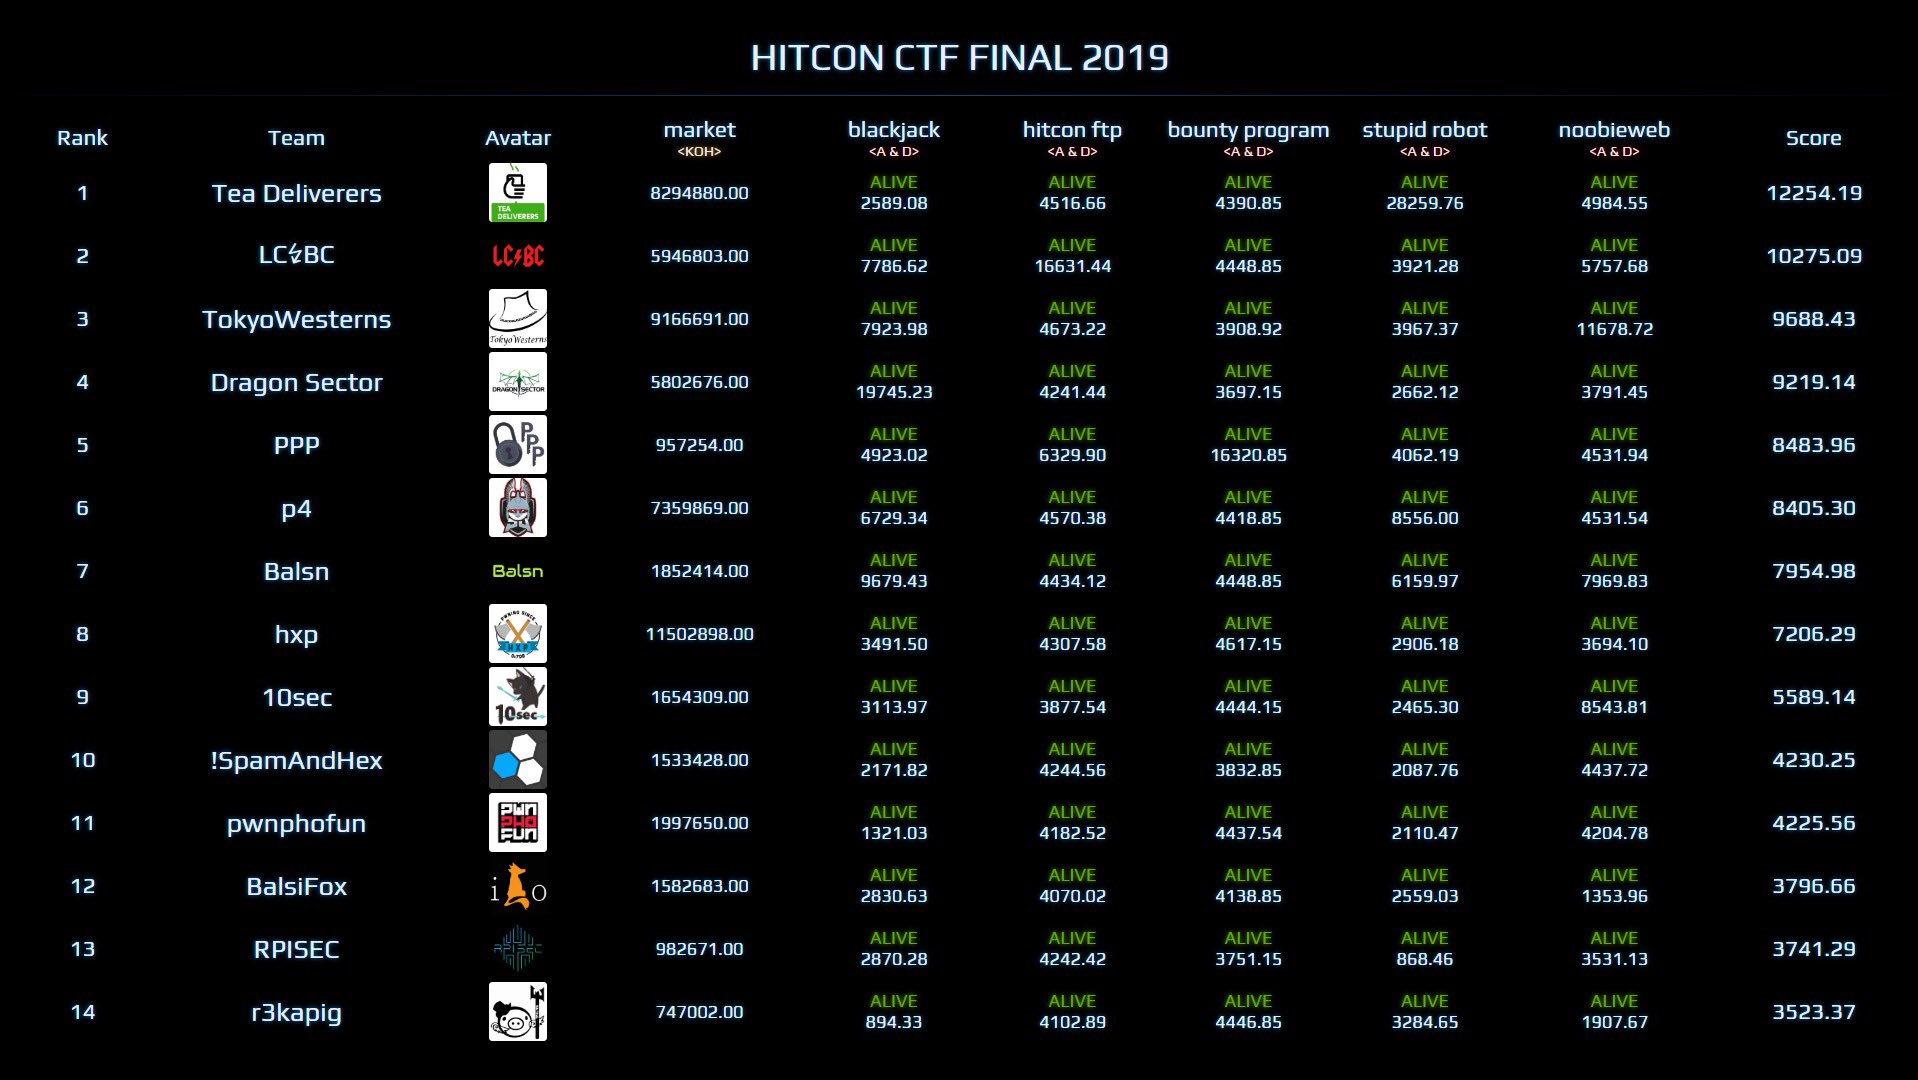 HITCON CTF FINAL 2019
Rank Team Avatar market blackjack hitcon ftp bounty program stupid robot noobieweb Score
<KOH> <A & D> <A & D> <A & D> <A & D> <A & D>
ALIVE ALIVE ALIVE ALIVE ALIVE
1 Tea Deliverers TEA DELIVERERS 8294880.00 2589.08 4516.66 4390.85 28259.76 4984.55 12254.19
ALIVE ALIVE ALIVE ALIVE ALIVE
2 LC↯BC LC⚡BC 5946803.00 7786.62 16631.44 4448.85 3921.28 5757.68 10275.09
ALIVE ALIVE ALIVE ALIVE ALIVE
3 TokyoWesterns TokyoWesterns 9166691.00 7923.98 4673.22 3908.92 3967.37 11678.72 9688.43
ALIVE ALIVE ALIVE ALIVE ALIVE
4 Dragon Sector DRAGON SECTOR 5802676.00 19745.23 4241.44 3697.15 2662.12 3791.45 9219.14
ALIVE ALIVE ALIVE ALIVE ALIVE
5 PPP PPP 957254.00 4923.02 6329.90 16320.85 4062.19 4531.94 8483.96
ALIVE ALIVE ALIVE ALIVE ALIVE
6 p4 7359869.00 6729.34 4570.38 4418.85 8556.00 4531.54 8405.30
ALIVE ALIVE ALIVE ALIVE ALIVE
7 Balsn Balsn 1852414.00 9679.43 4434.12 4448.85 6159.97 7969.83 7954.98
ALIVE ALIVE ALIVE ALIVE ALIVE
8 hxp PWNING SINCE HXP 11502898.00 3491.50 4307.58 4617.15 2906.18 3694.10 7206.29
ALIVE ALIVE ALIVE ALIVE ALIVE
9 10sec 10sec 1654309.00 3113.97 3877.54 4444.15 2465.30 8543.81 5589.14
ALIVE ALIVE ALIVE ALIVE ALIVE
10 !SpamAndHex 1533428.00 2171.82 4244.56 3832.85 2087.76 4437.72 4230.25
ALIVE ALIVE ALIVE ALIVE ALIVE
11 pwnphofun PWN PHO FUN 1997650.00 1321.03 4182.52 4437.54 2110.47 4204.78 4225.56
ALIVE ALIVE ALIVE ALIVE ALIVE
12 BalsiFox 1582683.00 2830.63 4070.02 4138.85 2559.03 1353.96 3796.66
ALIVE ALIVE ALIVE ALIVE ALIVE
13 RPISEC RPISEC 982671.00 2870.28 4242.42 3751.15 868.46 3531.13 3741.29
ALIVE ALIVE ALIVE ALIVE ALIVE
14 r3kapig 747002.00 894.33 4102.89 4446.85 3284.65 1907.67 3523.37